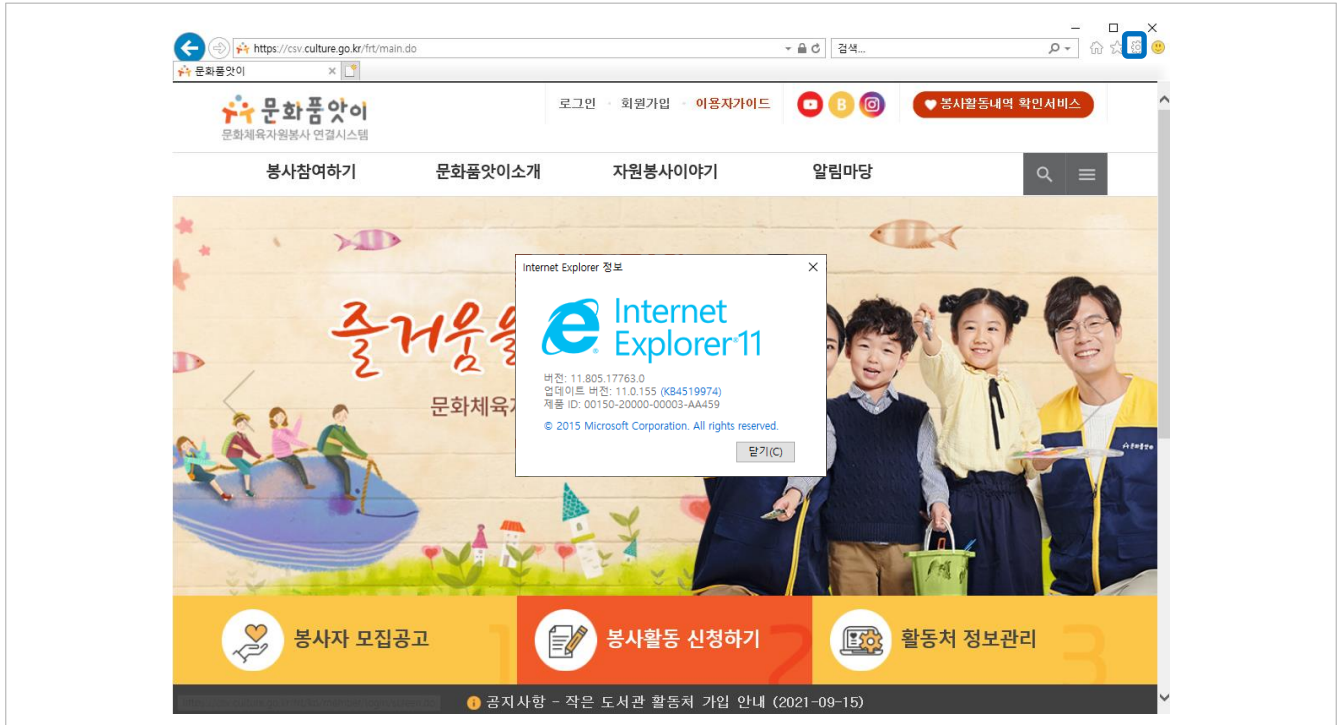 https://csv.culture.go.kr/frt/main.do
검색...
문화품앗이
문화품앗이
문화체육자원봉사 연결시스템
로그인
회원가입
이용자가이드
B
봉사활동내역 확인서비스
봉사참여하기
문화품앗이소개
자원봉사이야기
알림마당
즐거움을
문화체육
Internet Explorer 정보
Internet
Explorer 11
버전: 11.805.17763.0
업데이트 버전: 11.0.155 (KB4519974)
제품 ID: 00150-20000-00003-AA459
© 2015 Microsoft Corporation. All rights reserved.
닫기(C)
문화품앗이
봉사자 모집공고
1
봉사활동 신청하기
2
활동처 정보관리
3
공지사항 - 작은 도서관 활동처 가입 안내 (2021-09-15)